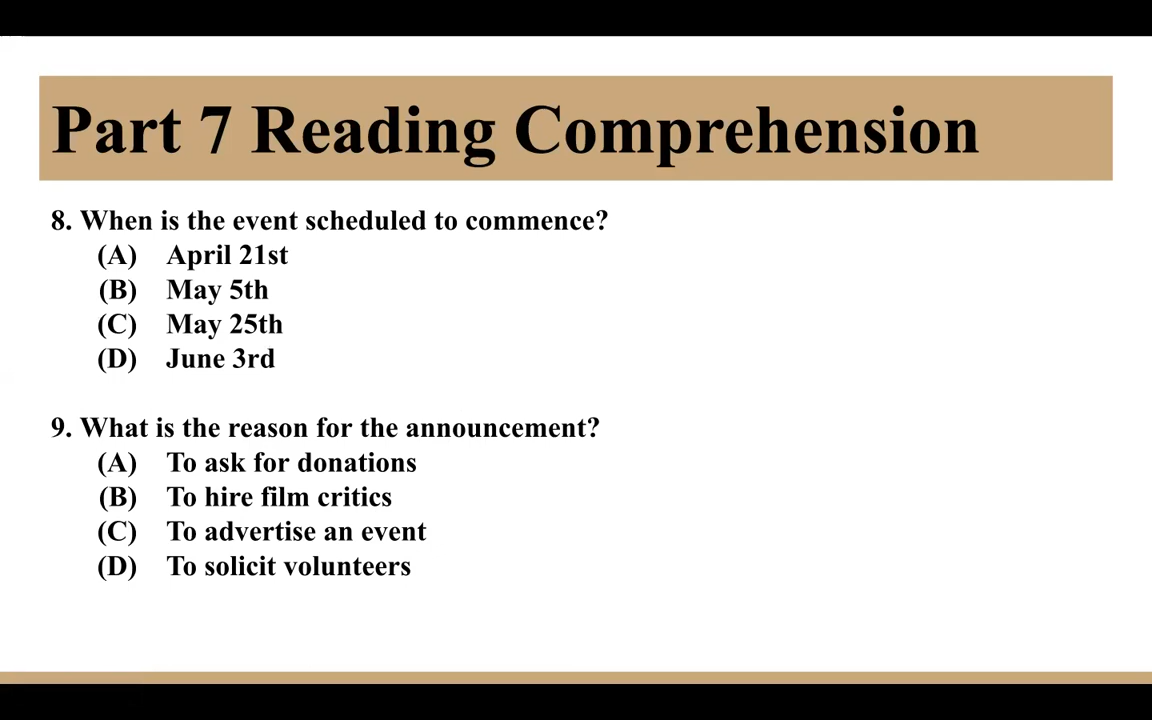 Part 7 Reading Comprehension
8. When is the event scheduled to commence?
(A) April 21st
(B) May 5th
(C) May 25th
(D) June 3rd
9. What is the reason for the announcement?
(A) To ask for donations
(B) To hire film critics
(C) To advertise an event
(D) To solicit volunteers